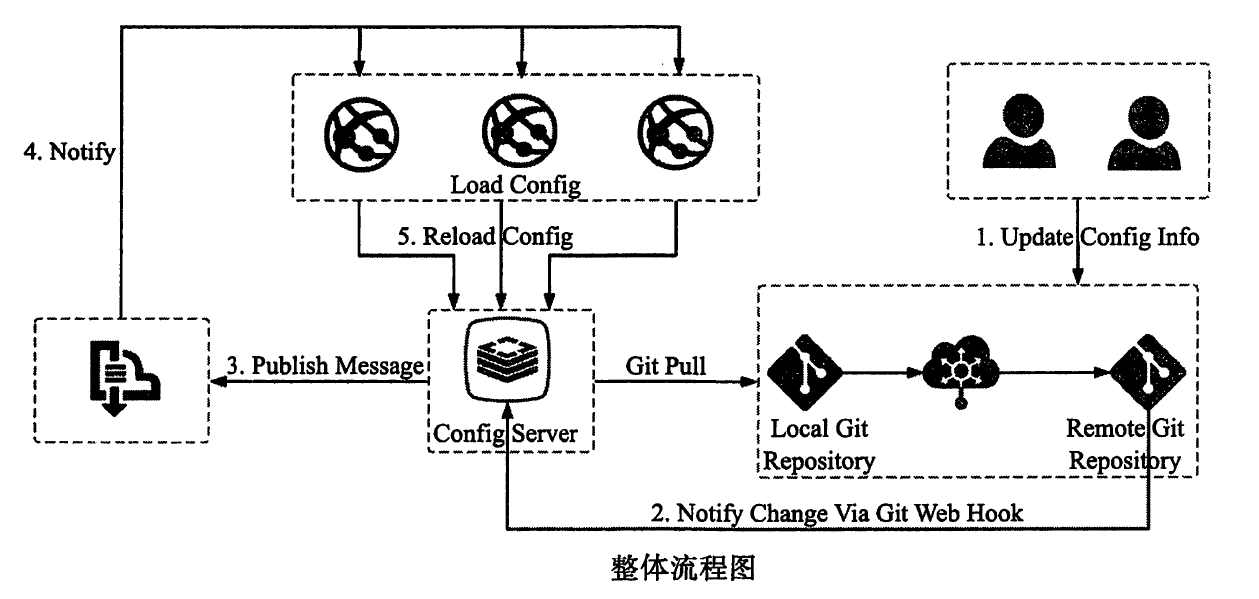 4. Notify
Load Config
5. Reload Config
1. Update Config Info
3. Publish Message
Git Pull
Config Server
Local Git
Repository
Remote Git
Repository
2. Notify Change Via Git Web Hook
整体流程图